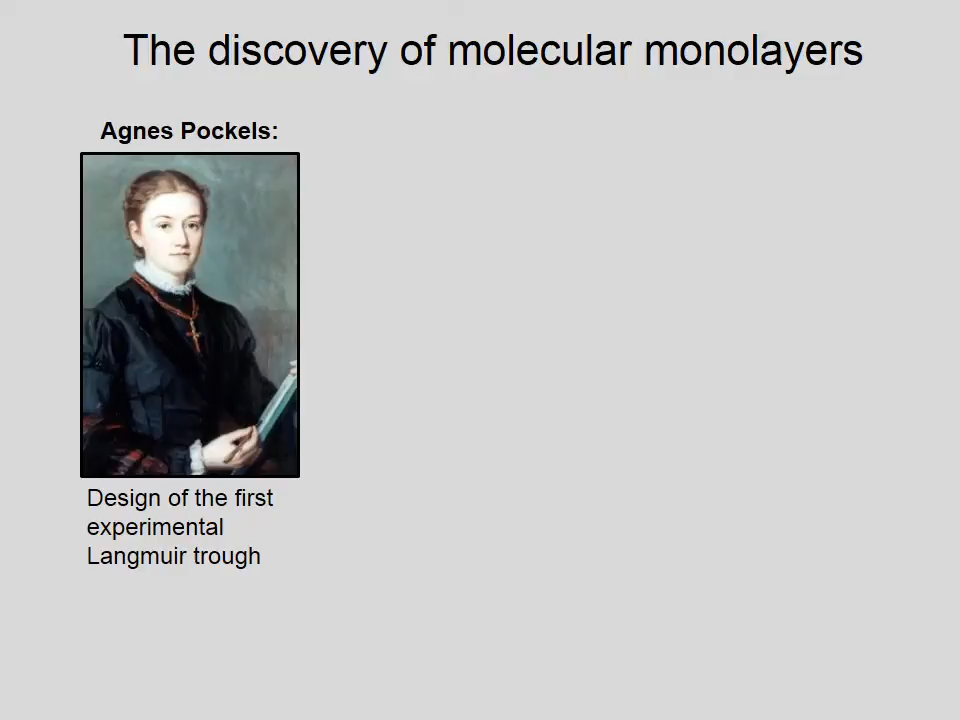 The discovery of molecular monolayers
Agnes Pockels:
Design of the first
experimental
Langmuir trough